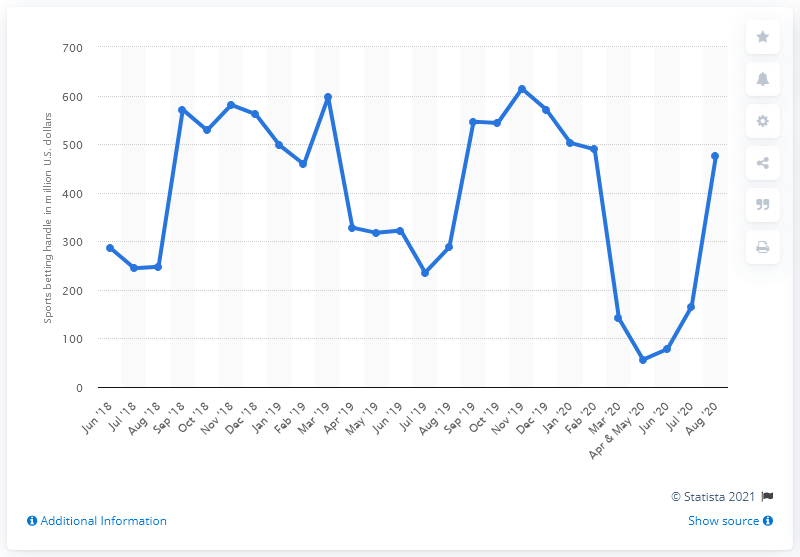 700
600
500
400
300
200
100
0
Sports betting handle in million U.S. dollars
Jun '18
Jul '18
Aug '18
Sep '18
Oct '18
Nov '18
Dec '18
Jan '19
Feb '19
Mar '19
Apr '19
May '19
Jun '19
Jul '19
Aug '19
Sep '19
Oct '19
Nov '19
Dec '19
Jan '20
Feb '20
Mar '20
Apr & May '20
Jun '20
Jul '20
Aug '20
© Statista 2021
Additional Information
Show source